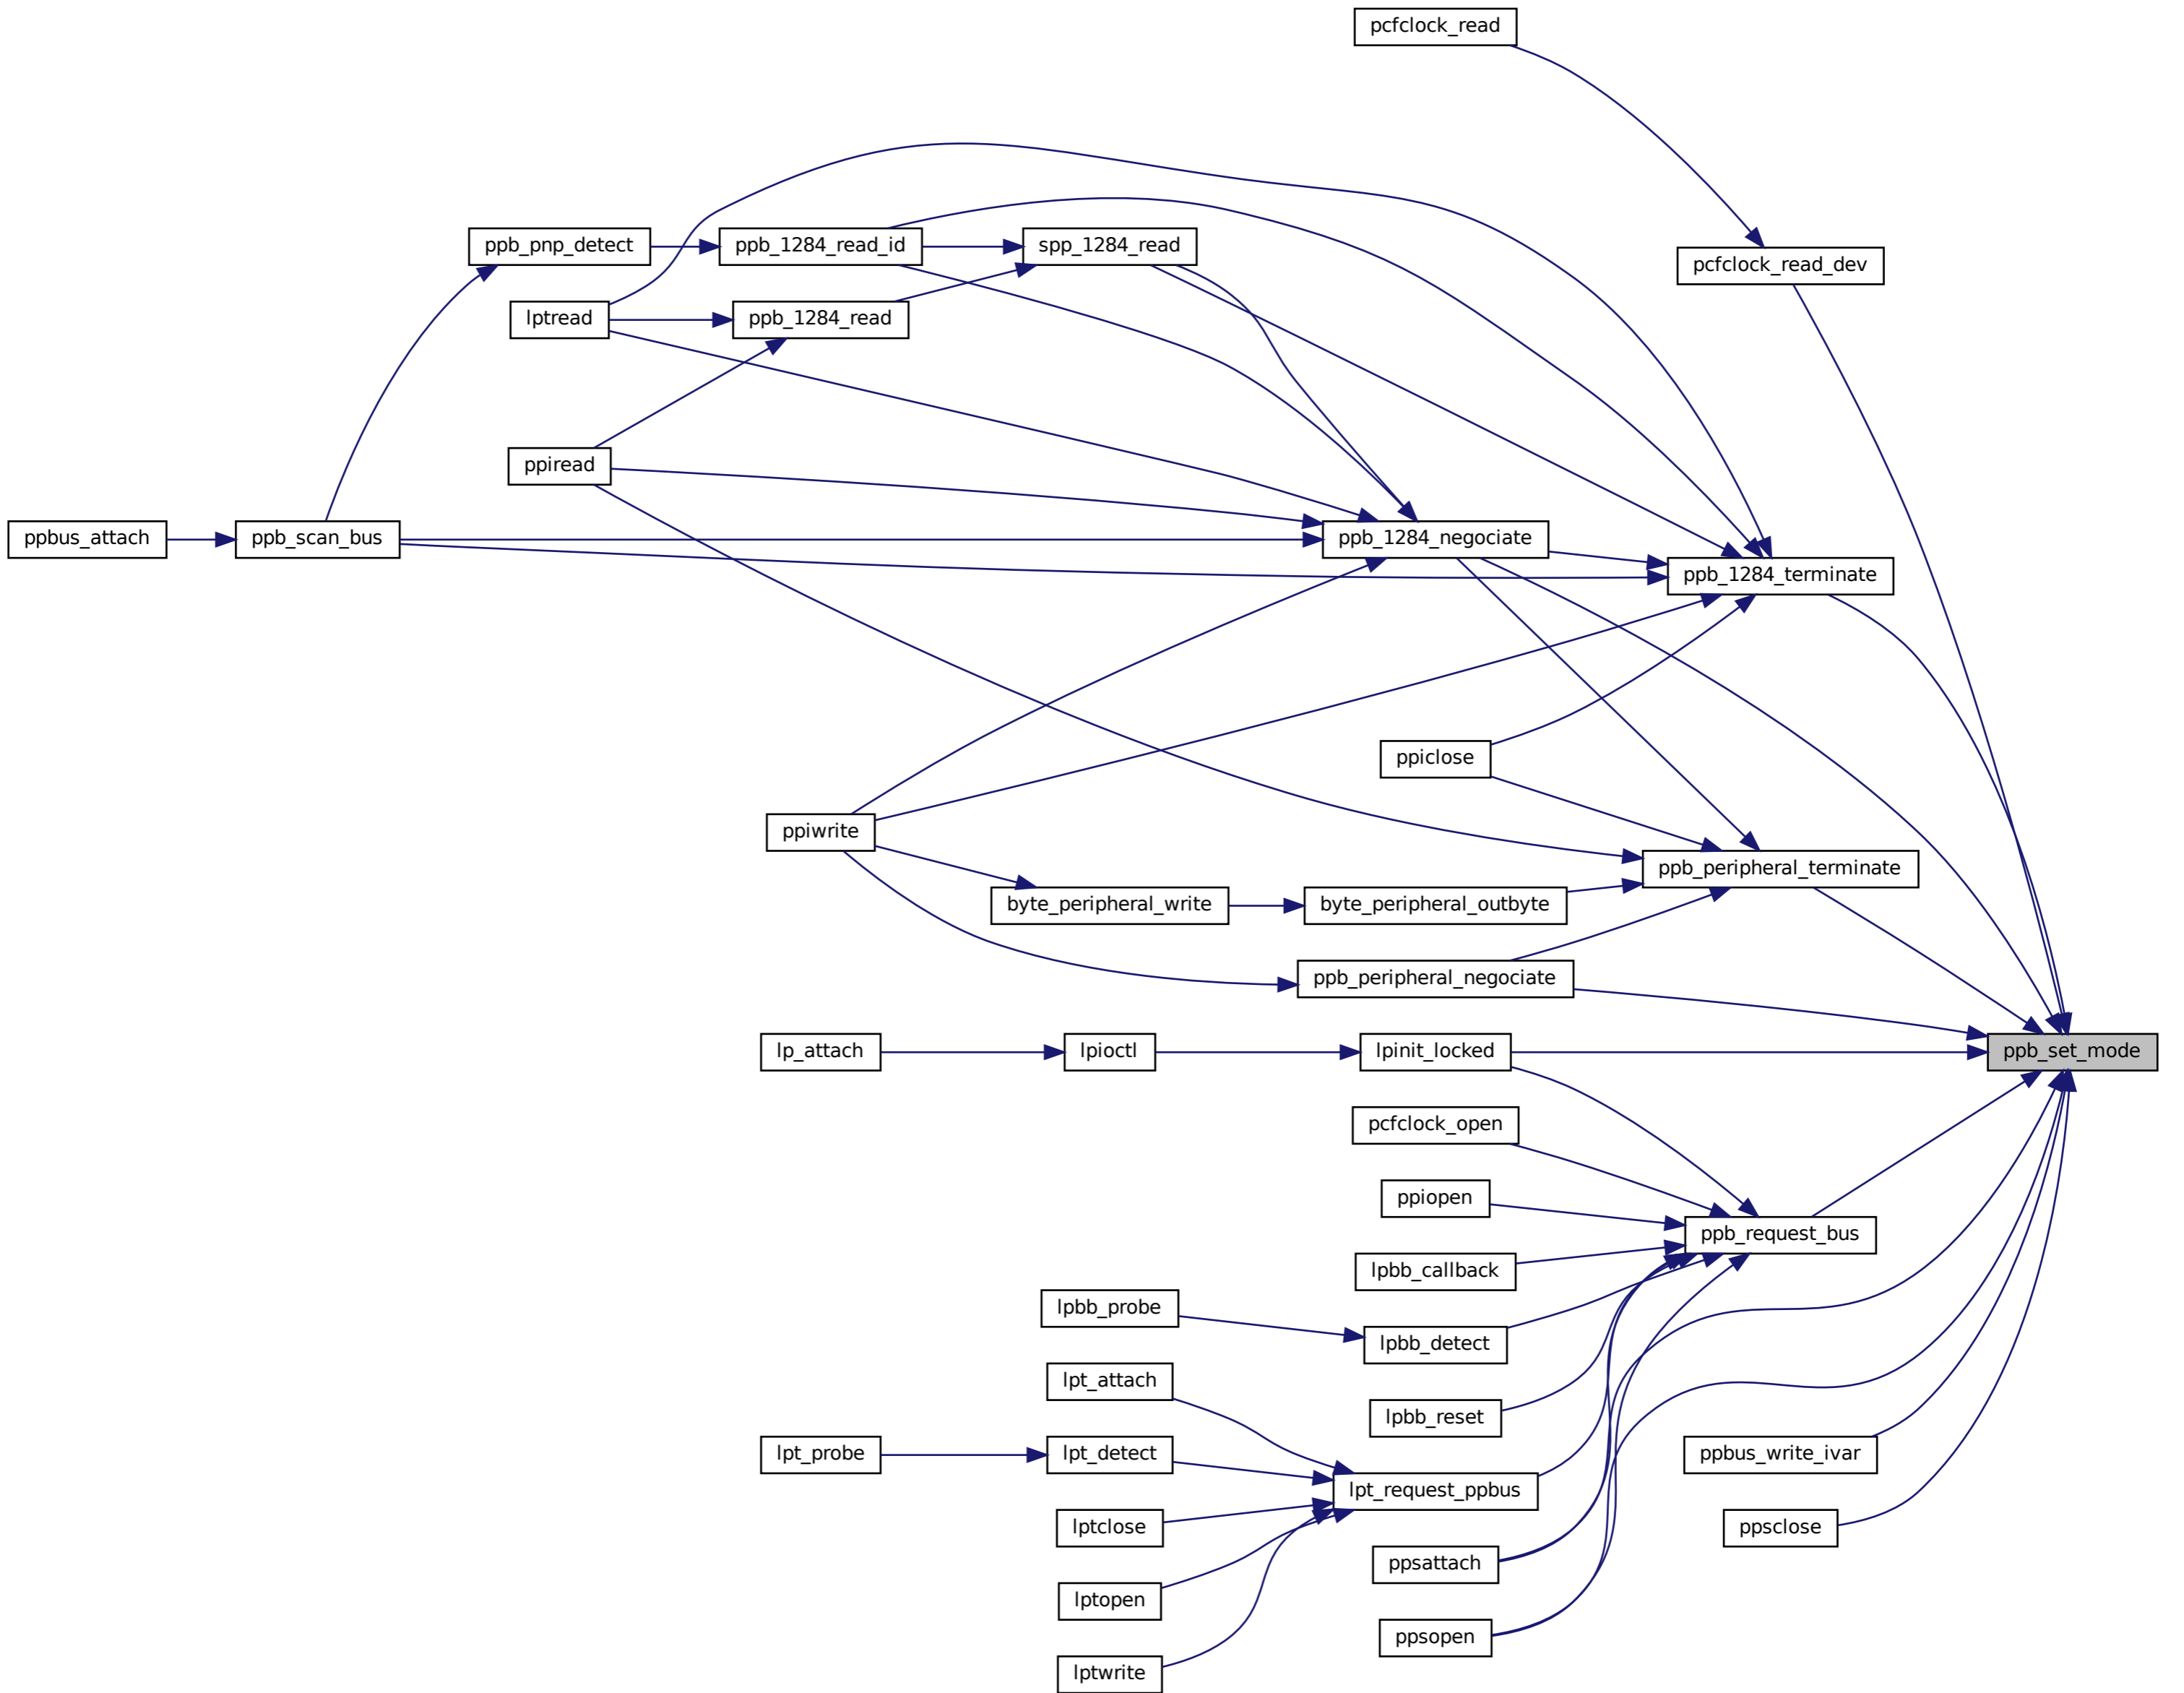 pcfclock_read
ppb_pnp_detect
ppb_1284_read_id
spp_1284_read
pcfclock_read_dev
lptread
ppb_1284_read
ppiread
ppbus_attach
ppb_scan_bus
ppb_1284_negociate
ppb_1284_terminate
ppiclose
ppiwrite
ppb_peripheral_terminate
byte_peripheral_write
byte_peripheral_outbyte
ppb_peripheral_negociate
lp_attach
lpioctl
lpinit_locked
ppb_set_mode
pcfclock_open
ppiopen
ppb_request_bus
lpbb_callback
lpbb_probe
lpbb_detect
lpt_attach
lpbb_reset
lpt_probe
lpt_detect
ppbus_write_ivar
lpt_request_ppbus
lptclose
ppsclose
ppsattach
lptopen
ppsopen
lptwrite